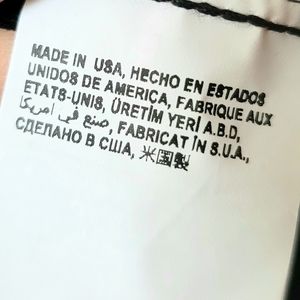 MADE IN USA, HECHO EN ESTADOS
UNIDOS DE AMERICA, FABRIQUE AUX
ETATS-UNIS, ÜRETİM YERİ A.B.D,
صنع في امريكا, FABRICAT ÎN S.U.A.,
СДЕЛАНО В США, 米国製